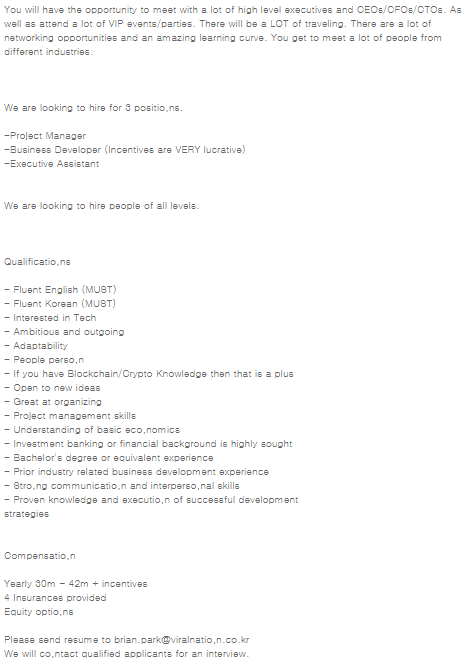 You will have the opportunity to meet with a lot of high level executives and CEOs/CFOs/CTOs. As
well as attend a lot of VIP events/parties. There will be a LOT of traveling. There are a lot of
networking opportunities and an amazing learning curve. You get to meet a lot of people from
different industries.
We are looking to hire for 3 positio,ns.
-Project Manager
-Business Developer (Incentives are VERY lucrative)
-Executive Assistant
We are looking to hire people of all levels.
Qualificatio,ns
- Fluent English (MUST)
- Fluent Korean (MUST)
- Interested in Tech
- Ambitious and outgoing
- Adaptability
- People perso,n
- If you have Blockchain/Crypto Knowledge then that is a plus
- Open to new ideas
- Great at organizing
- Project management skills
- Understanding of basic eco,nomics
- Investment banking or financial background is highly sought
- Bachelor's degree or equivalent experience
- Prior industry related business development experience
- Stro,ng communicatio,n and interperso,nal skills
- Proven knowledge and executio,n of successful development
strategies
Compensatio,n
Yearly 30m - 42m + incentives
4 Insurances provided
Equity optio,ns
Please send resume to brian.park@viralnatio,n.co.kr
We will co,ntact qualified applicants for an interview.